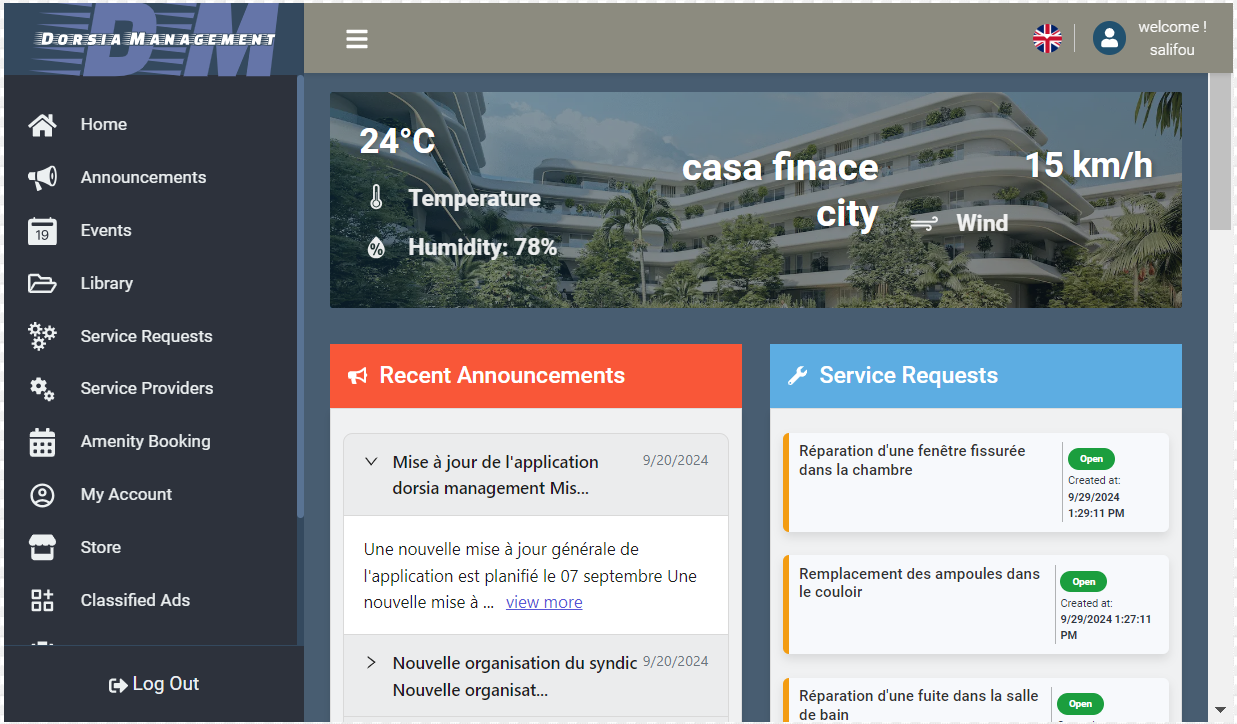 DM
DORSIA MANAGEMENT
welcome !
salifou
Home
Announcements
19
Events
Library
Service Requests
Service Providers
Amenity Booking
My Account
Store
Classified Ads
Log Out
24°C
Temperature
Humidity: 78%
casa finace
city
15 km/h
Wind
Recent Announcements
Mise à jour de l'application
dorsia management Mis...
9/20/2024
Une nouvelle mise à jour générale de
l'application est planifié le 07 septembre Une
nouvelle mise à ... view more
Nouvelle organisation du syndic
Nouvelle organisat...
9/20/2024
Service Requests
Réparation d'une fenêtre fissurée
dans la chambre
Open
Created at:
9/29/2024
1:29:11 PM
Remplacement des ampoules dans
le couloir
Open
Created at:
9/29/2024 1:27:11
PM
Réparation d'une fuite dans la salle
de bain
Open